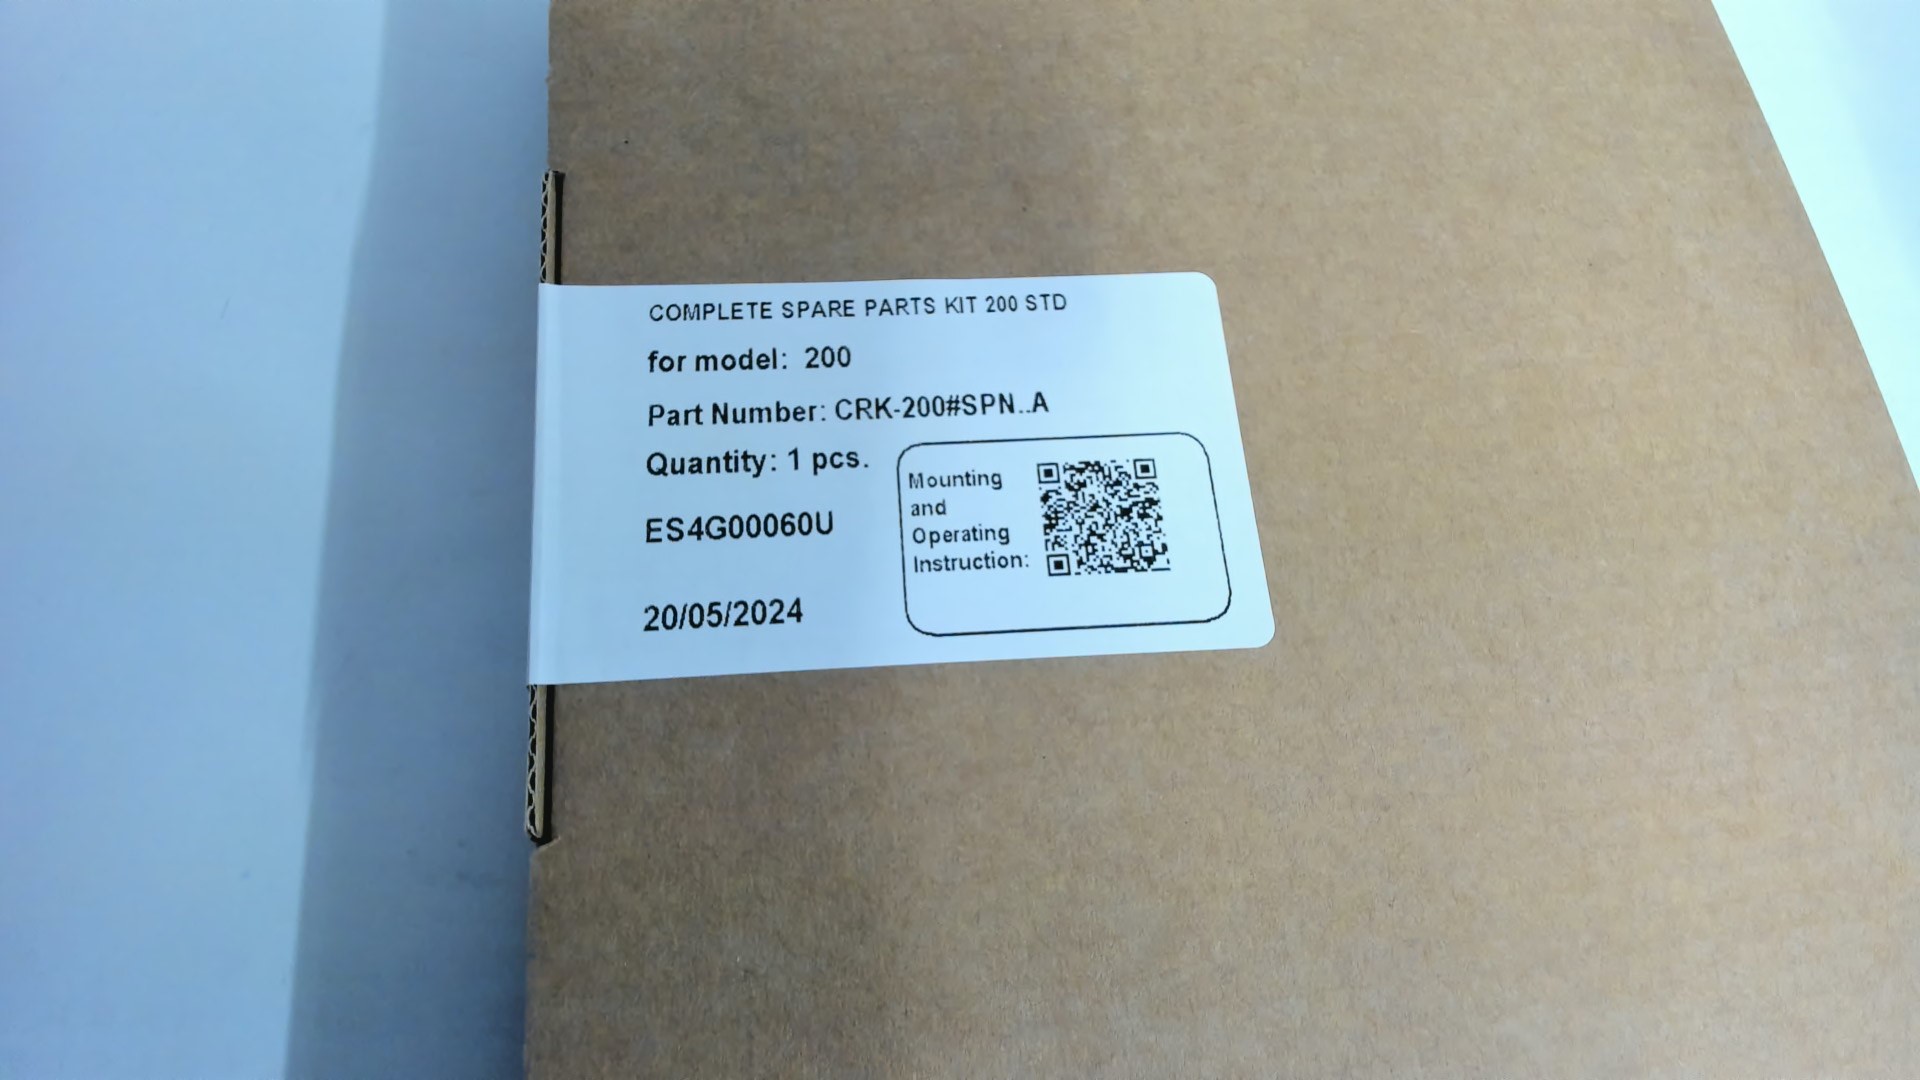 COMPLETE SPARE PARTS KIT 200 STD
for model: 200
Part Number: CRK-200#SPN..A
Quantity: 1 pcs.
ES4G00060U
20/05/2024
Mounting
and
Operating
Instruction: